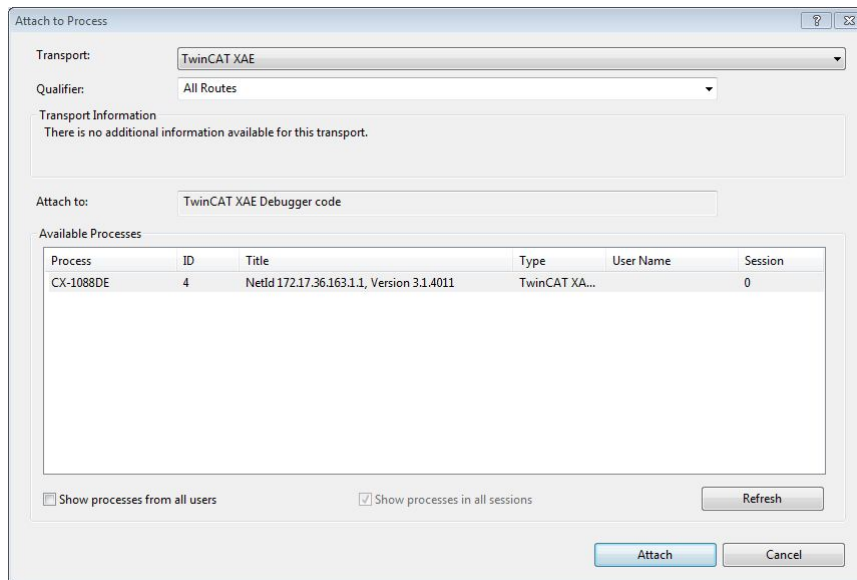 Attach to Process
Transport: TwinCAT XAE
Qualifier: All Routes
Transport Information
There is no additional information available for this transport.
Attach to: TwinCAT XAE Debugger code
Available Processes
Process ID Title Type User Name Session
CX-1088DE 4 NetId 172.17.36.163.1.1, Version 3.1.4011 TwinCAT XA... 0
Show processes from all users Show processes in all sessions Refresh
Attach Cancel